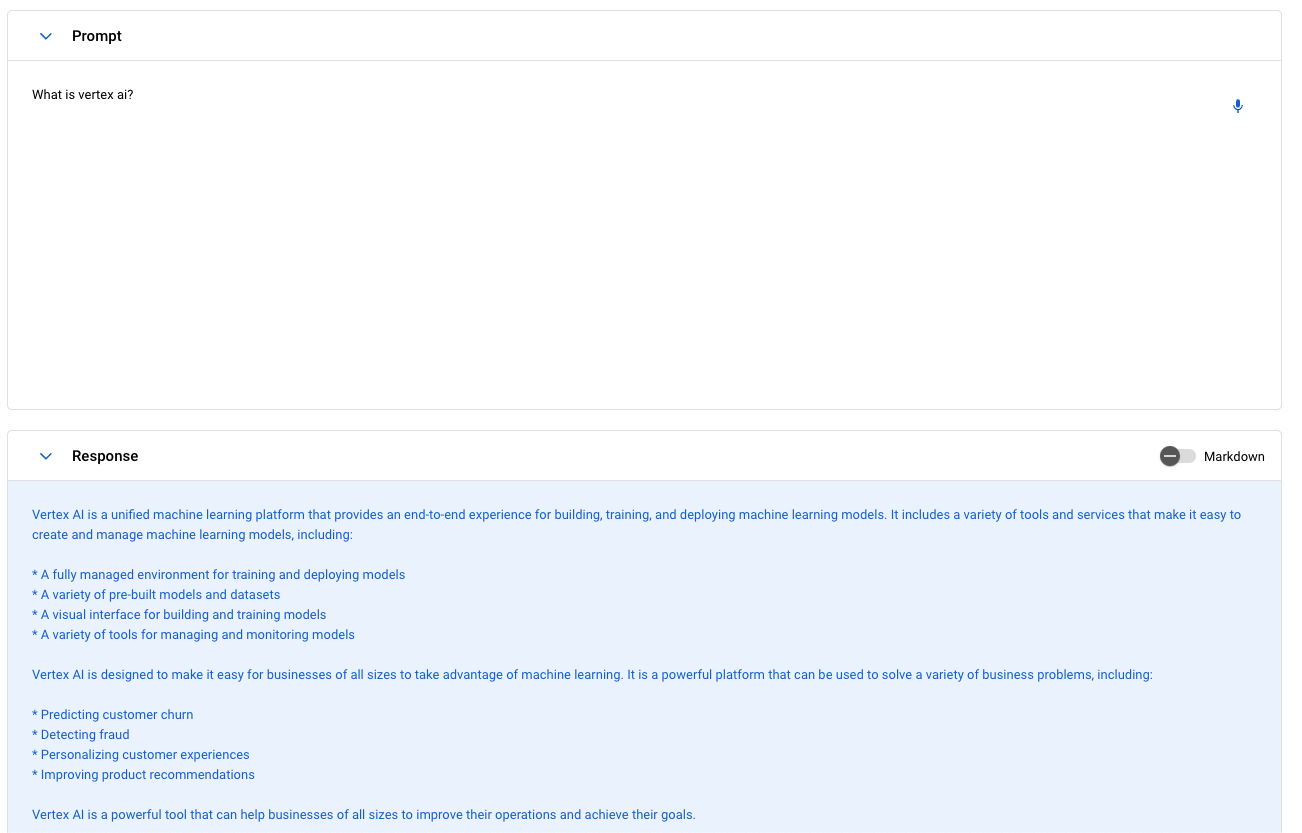 Prompt
What is vertex ai?
Response
Markdown
Vertex AI is a unified machine learning platform that provides an end-to-end experience for building, training, and deploying machine learning models. It includes a variety of tools and services that make it easy to
create and manage machine learning models, including:
* A fully managed environment for training and deploying models
* A variety of pre-built models and datasets
* A visual interface for building and training models
* A variety of tools for managing and monitoring models
Vertex AI is designed to make it easy for businesses of all sizes to take advantage of machine learning. It is a powerful platform that can be used to solve a variety of business problems, including:
* Predicting customer churn
* Detecting fraud
* Personalizing customer experiences
* Improving product recommendations
Vertex AI is a powerful tool that can help businesses of all sizes to improve their operations and achieve their goals.